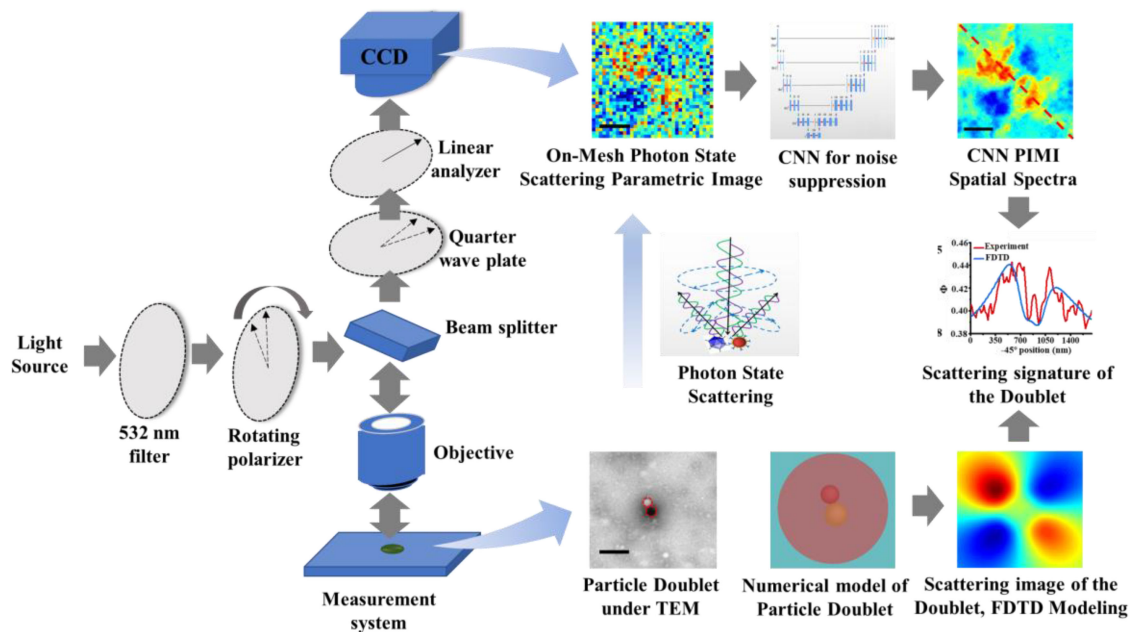 CCD
Linear
analyzer
Quarter
wave plate
Beam splitter
Light
Source
532 nm
filter
Rotating
polarizer
Objective
Measurement
system
On-Mesh Photon State
Scattering Parametric Image
CNN for noise
suppression
CNN PIMI
Spatial Spectra
Photon State
Scattering
5
0.46
0.44
0.42
Φ
0.40
8
0.38
Experiment
FDTD
0 350 700 1050 1400
-45° position (nm)
Scattering signature of
the Doublet
Particle Doublet
under TEM
Numerical model of
Particle Doublet
Scattering image of the
Doublet, FDTD Modeling